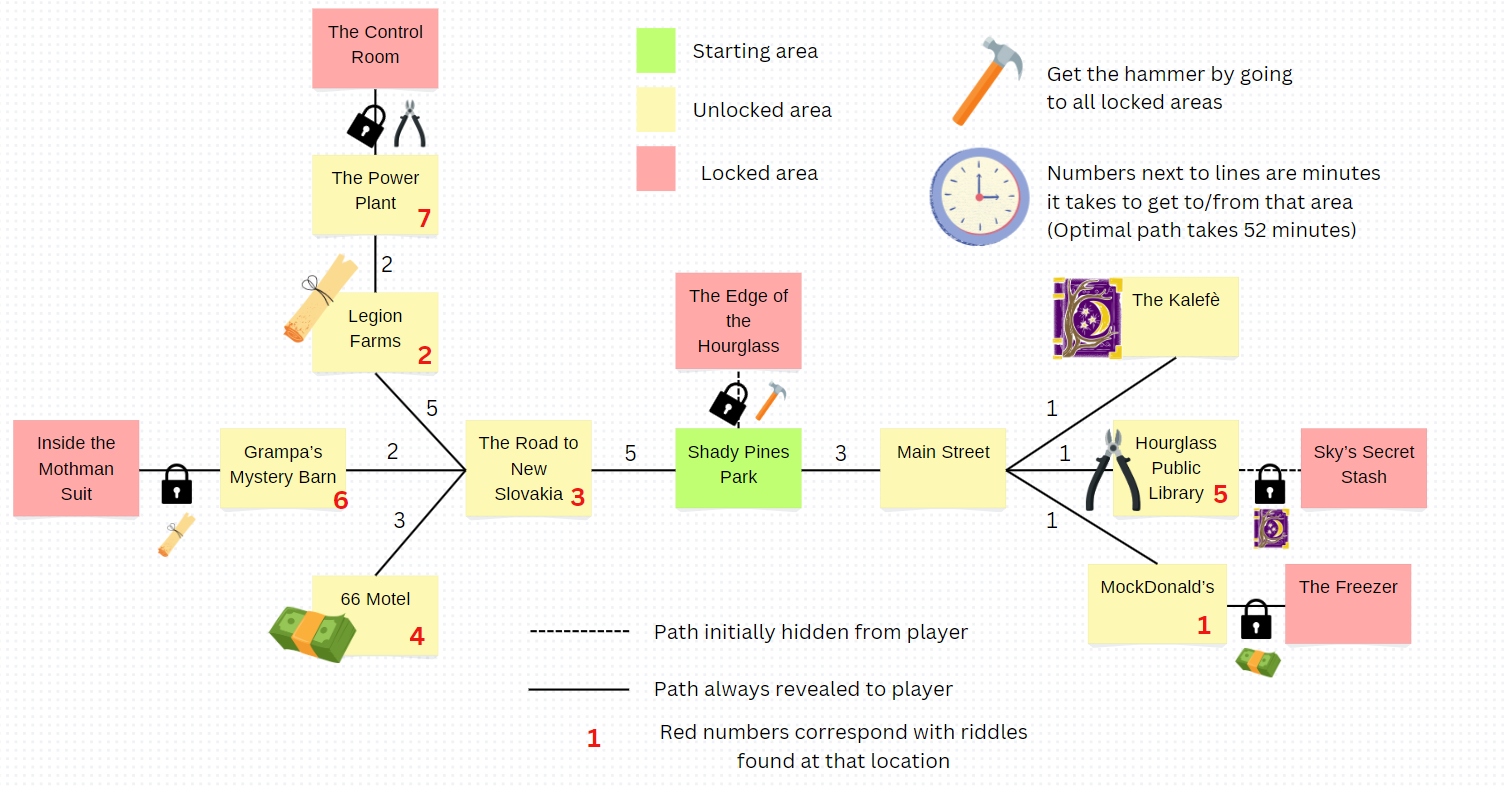 The Control
Room
Starting area
Unlocked area
Locked area
Get the hammer by going
to all locked areas
Numbers next to lines are minutes
it takes to get to/from that area
(Optimal path takes 52 minutes)
The Power
Plant
7
2
Legion
Farms
2
5
The Edge of
the
Hourglass
The Kalefè
Inside the
Mothman
Suit
Grampa's
Mystery Barn
6
2
The Road to
New
Slovakia
3
5
Shady Pines
Park
3
Main Street
1
1
1
Hourglass
Public
Library
5
Sky's Secret
Stash
3
66 Motel
4
MockDonald's
1
The Freezer
Path initially hidden from player
Path always revealed to player
1
Red numbers correspond with riddles
found at that location